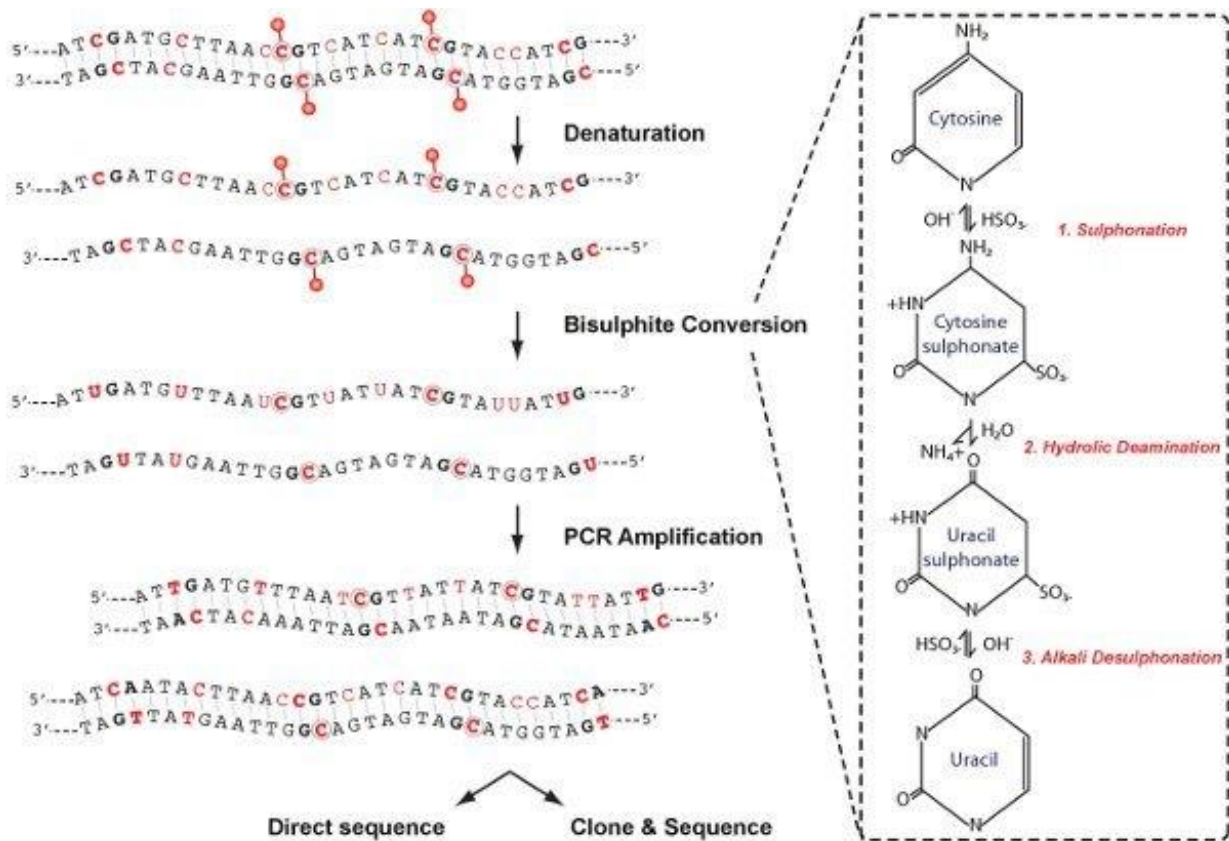 5'----ATCGATGCTTAACCGTCATCATCGTACCATCG----3'
3'----TAGCTACGAATTGGCAGTAGTAGCATGGTAGC----5'
Denaturation
5'----ATCGATGCTTAACCGTCATCATCGTACCATCG----3'
3'----TAGCTACGAATTGGCAGTAGTAGCATGGTAGC----5'
Bisulphite Conversion
5'----ATUGATGUTTAAUCGTUATUATCGTAUUATUG----3'
3'----TAGUTAUGAATTGGCAGTAGTAGCATGGTAGU----5'
PCR Amplification
5'----ATTGATGTTTAATCGTTATTATCGTATTATTG----3'
3'----TAACTACAAATTAGCAATAATAGCATAATAAC----5'
5'----ATCAATACTTAACCGTCATCATCGTACCATCA----3'
3'----TAGTTATGAATTGGCAGTAGTAGCATGGTAGT----5'
Direct sequence
Clone & Sequence
NH₂
Cytosine
O
N
OH⁻ HSO₃-
1. Sulphonation
NH₂
+HN
Cytosine
sulphonate
O
SO₃-
N
H₂O
NH₄+
2. Hydrolic Deamination
O
+HN
Uracil
sulphonate
O
SO₃-
N
HSO₃- OH⁻
3. Alkali Desulphonation
O
N
Uracil
O
N